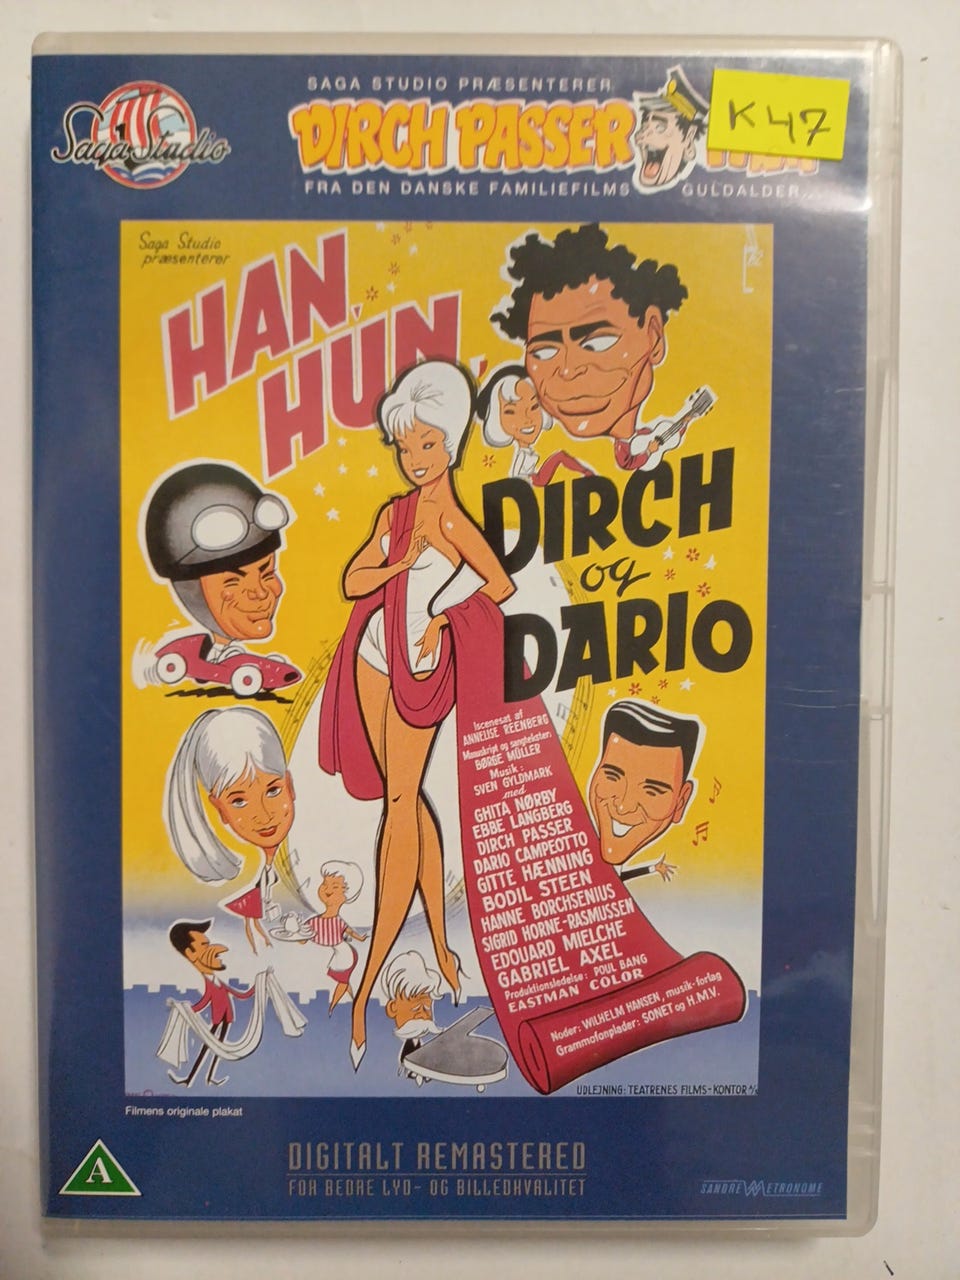 SAGA STUDIO PRÆSENTERER
1
Saga Studio
DIRCH PASSER
K47
FRA DEN DANSKE FAMILIEFILMS GULDALDER...
Saga Studio
præsenterer
HAN,
HUN,
DIRCH
og
DARIO
Iscenesat af
ANNELISE REENBERG
Manuskript og sangtekster:
BØRGE MÜLLER
Musik:
SVEN GYLDMARK
med
GHITA NØRBY
EBBE LANGBERG
DIRCH PASSER
DARIO CAMPEOTTO
GITTE HÆNNING
BODIL STEEN
HANNE BORCHSENIUS
SIGRID HORNE-RASMUSSEN
EDOUARD MIELCHE
GABRIEL AXEL
Produktionsledelse: POUL BANG
EASTMAN COLOR
Noder: WILHELM HANSEN, musik-forlag
Grammofonplader: SONET og H.M.V.
UDLEJNING: TEATRENES FILMS-KONTOR A/S
Filmens originale plakat
A
DIGITALT REMASTERED
FOR BEDRE LYD- OG BILLEDKVALITET
SANDREW METRONOME